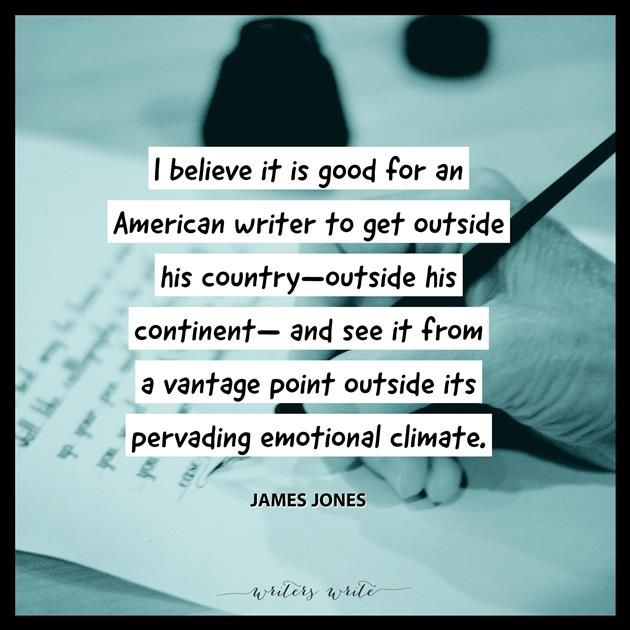 I believe it is good for an
American writer to get outside
his country—outside his
continent— and see it from
a vantage point outside its
pervading emotional climate.
JAMES JONES
writers write